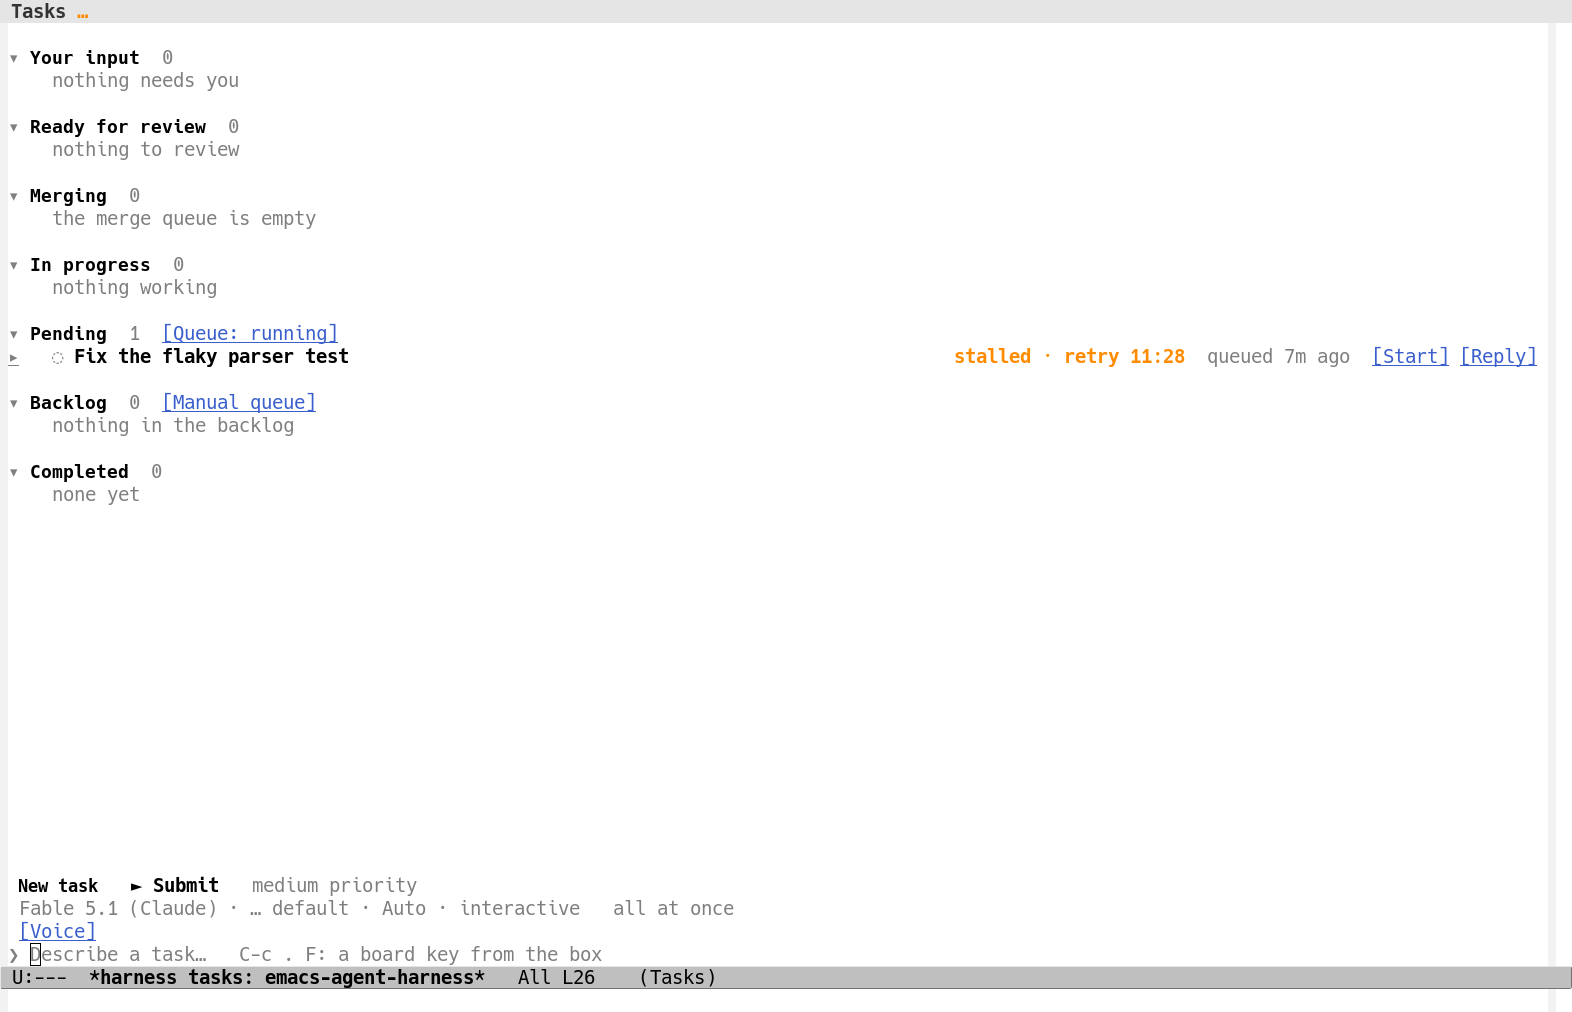 Tasks …
▾ Your input  0
nothing needs you
▾ Ready for review  0
nothing to review
▾ Merging  0
the merge queue is empty
▾ In progress  0
nothing working
▾ Pending  1  [Queue: running]
▸ ◌ Fix the flaky parser test  stalled · retry 11:28  queued 7m ago  [Start] [Reply]
▾ Backlog  0  [Manual queue]
nothing in the backlog
▾ Completed  0
none yet
New task  ► Submit  medium priority
Fable 5.1 (Claude) · … default · Auto · interactive  all at once
[Voice]
❯ Describe a task…  C-c . F: a board key from the box
U:---  *harness tasks: emacs-agent-harness*  All L26  (Tasks)